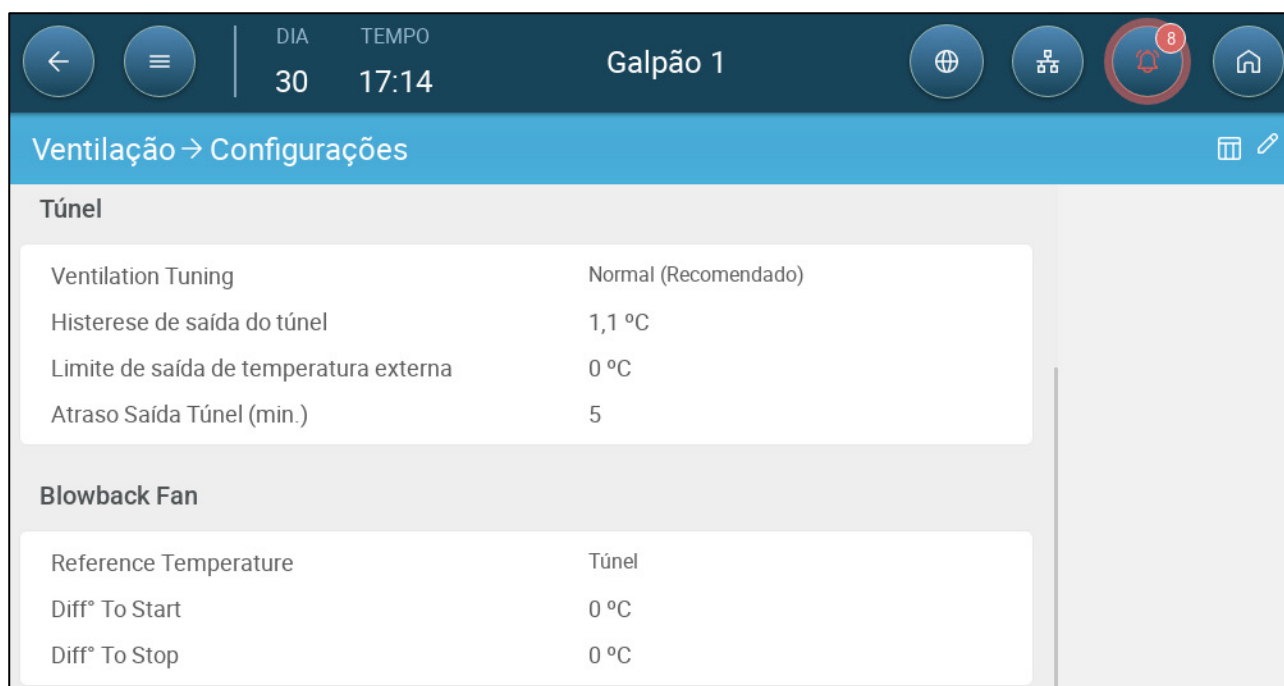 DIA TEMPO
30 17:14
Galpão 1
8
Ventilação → Configurações
Túnel
Ventilation Tuning Normal (Recomendado)
Histerese de saída do túnel 1,1 ºC
Limite de saída de temperatura externa 0 ºC
Atraso Saída Túnel (min.) 5
Blowback Fan
Reference Temperature Túnel
Diff° To Start 0 ºC
Diff° To Stop 0 ºC